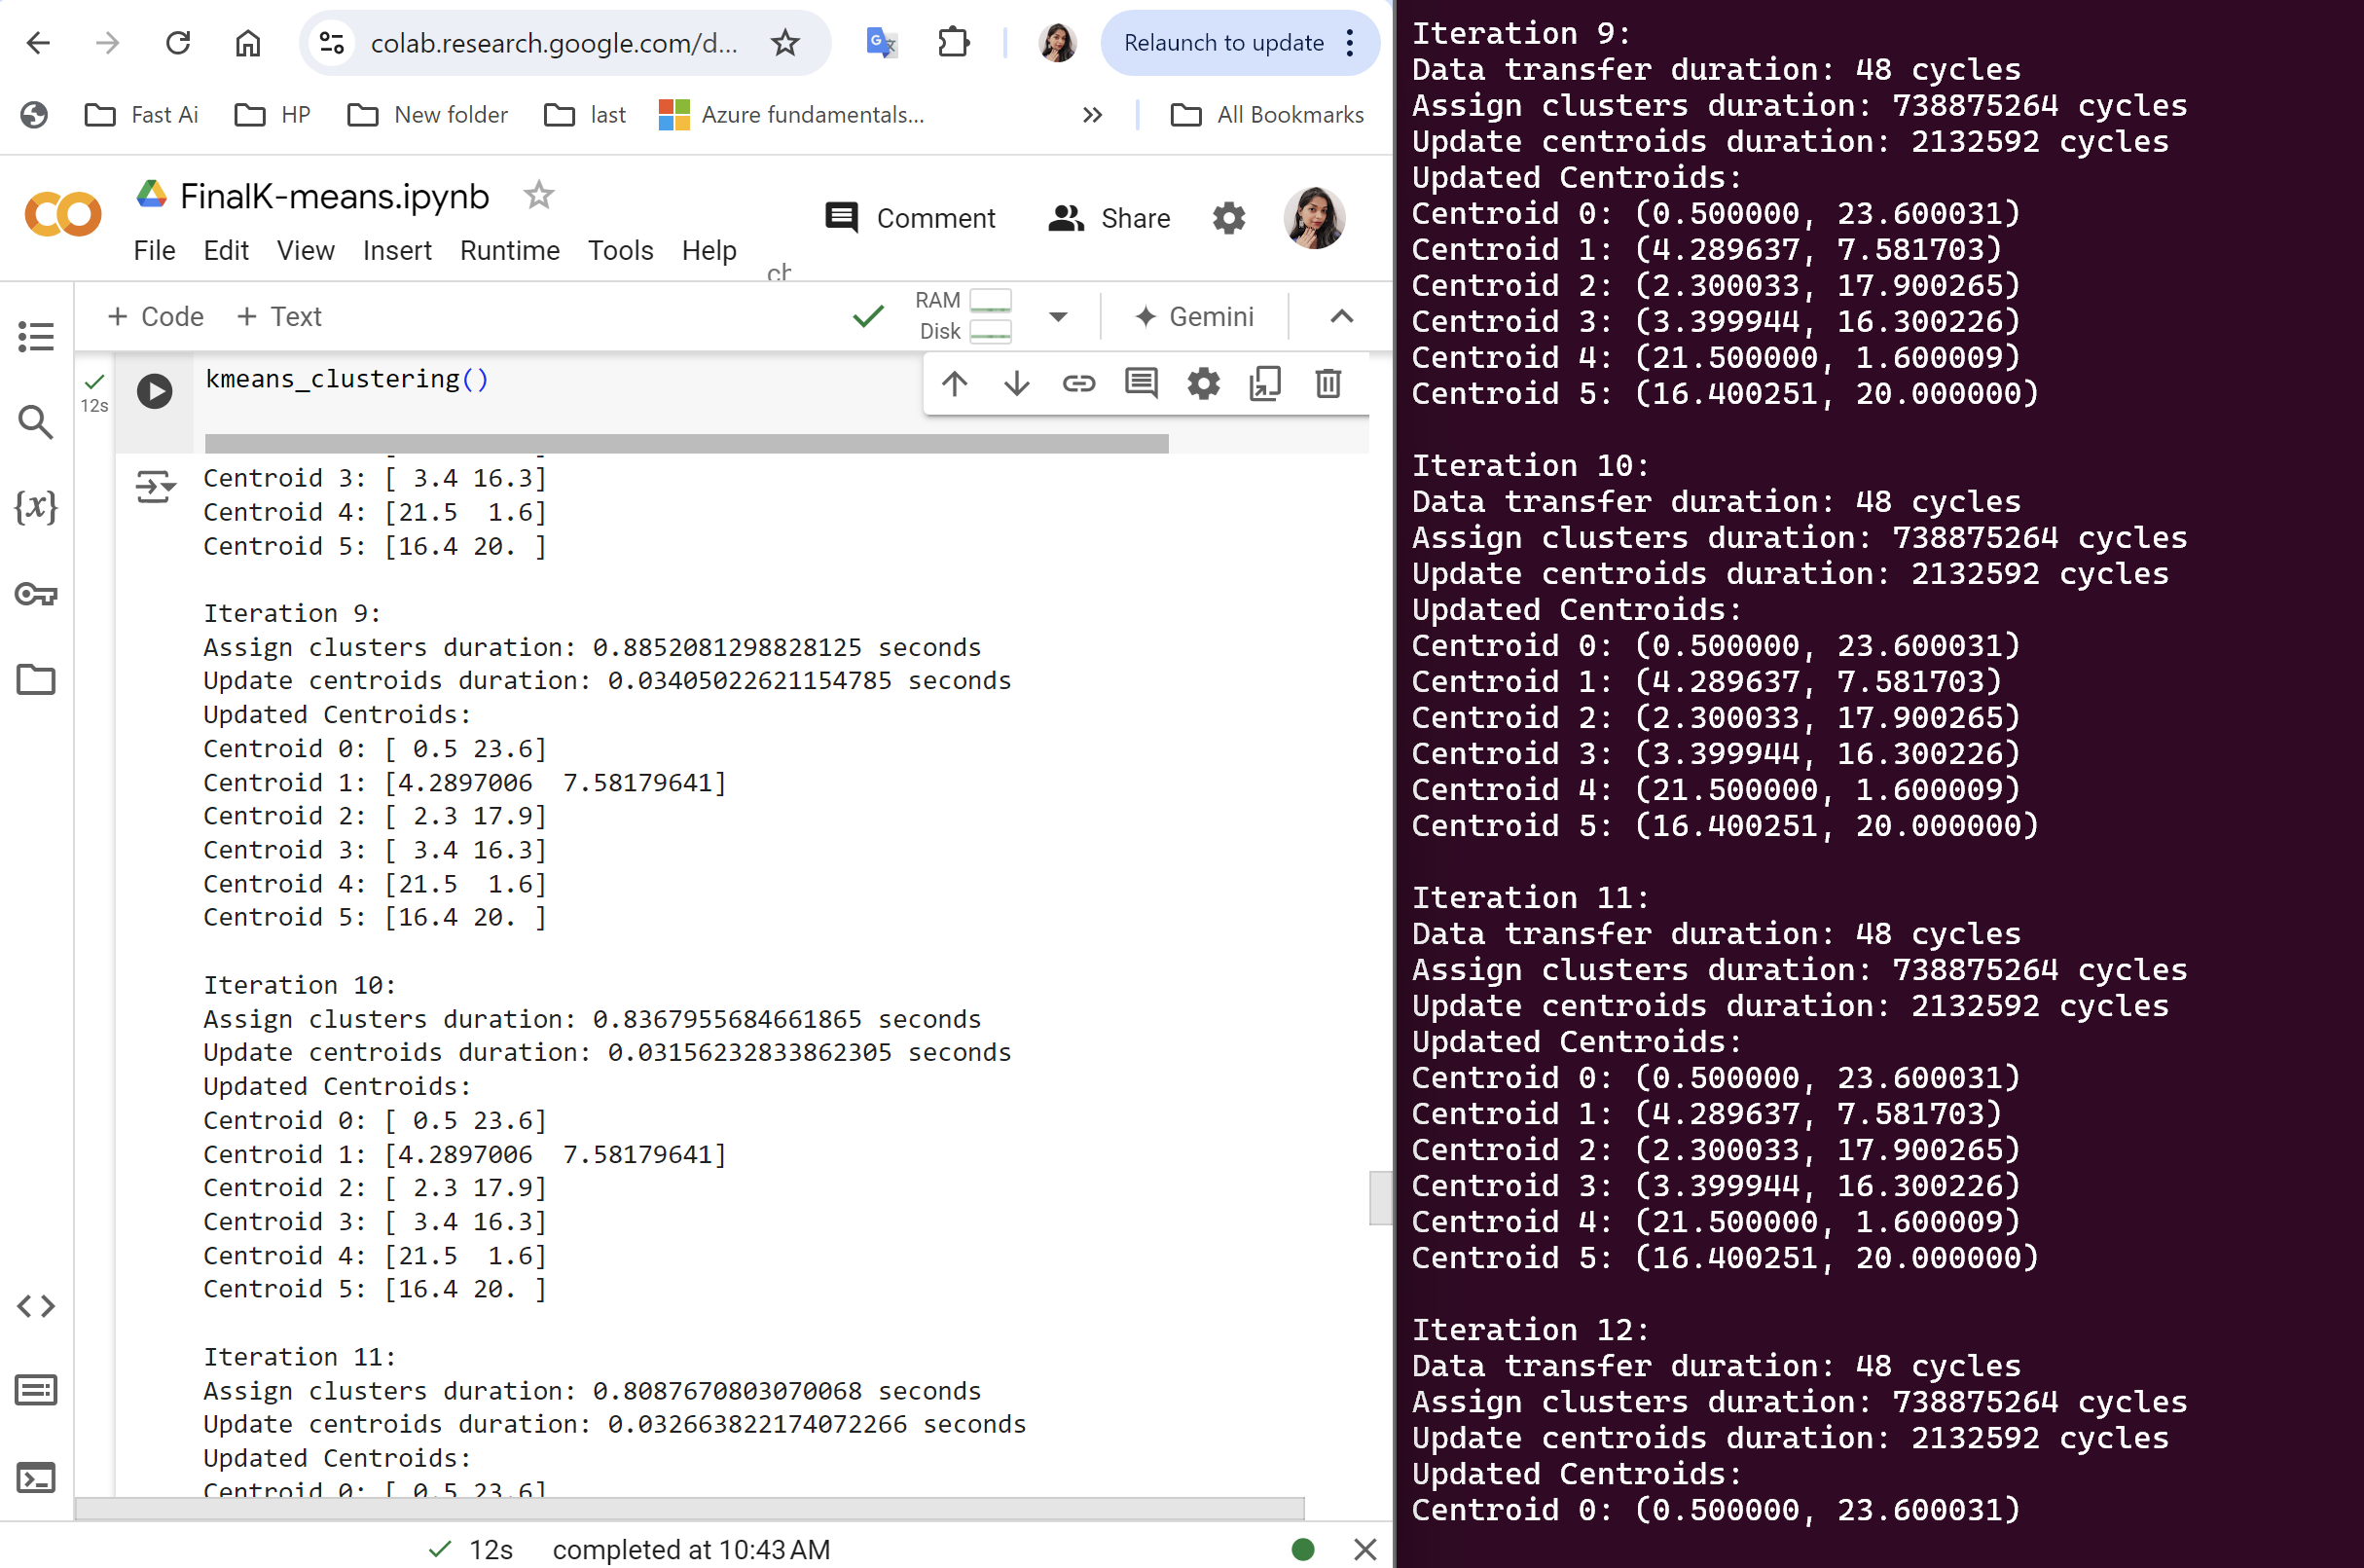 colab.research.google.com/d...
Relaunch to update
Fast Ai
HP
New folder
last
Azure fundamentals...
All Bookmarks
FinalK-means.ipynb
Comment
Share
File Edit View Insert Runtime Tools Help
+ Code + Text
RAM
Disk
Gemini
12s
kmeans_clustering()
Centroid 3: [ 3.4 16.3]
Centroid 4: [21.5  1.6]
Centroid 5: [16.4 20. ]
Iteration 9:
Assign clusters duration: 0.8852081298828125 seconds
Update centroids duration: 0.03405022621154785 seconds
Updated Centroids:
Centroid 0: [ 0.5 23.6]
Centroid 1: [4.2897006  7.58179641]
Centroid 2: [ 2.3 17.9]
Centroid 3: [ 3.4 16.3]
Centroid 4: [21.5  1.6]
Centroid 5: [16.4 20. ]
Iteration 10:
Assign clusters duration: 0.8367955684661865 seconds
Update centroids duration: 0.03156232833862305 seconds
Updated Centroids:
Centroid 0: [ 0.5 23.6]
Centroid 1: [4.2897006  7.58179641]
Centroid 2: [ 2.3 17.9]
Centroid 3: [ 3.4 16.3]
Centroid 4: [21.5  1.6]
Centroid 5: [16.4 20. ]
Iteration 11:
Assign clusters duration: 0.8087670803070068 seconds
Update centroids duration: 0.032663822174072266 seconds
Updated Centroids:
Centroid 0: [ 0.5 23.6]
12s completed at 10:43 AM
Iteration 9:
Data transfer duration: 48 cycles
Assign clusters duration: 738875264 cycles
Update centroids duration: 2132592 cycles
Updated Centroids:
Centroid 0: (0.500000, 23.600031)
Centroid 1: (4.289637, 7.581703)
Centroid 2: (2.300033, 17.900265)
Centroid 3: (3.399944, 16.300226)
Centroid 4: (21.500000, 1.600009)
Centroid 5: (16.400251, 20.000000)
Iteration 10:
Data transfer duration: 48 cycles
Assign clusters duration: 738875264 cycles
Update centroids duration: 2132592 cycles
Updated Centroids:
Centroid 0: (0.500000, 23.600031)
Centroid 1: (4.289637, 7.581703)
Centroid 2: (2.300033, 17.900265)
Centroid 3: (3.399944, 16.300226)
Centroid 4: (21.500000, 1.600009)
Centroid 5: (16.400251, 20.000000)
Iteration 11:
Data transfer duration: 48 cycles
Assign clusters duration: 738875264 cycles
Update centroids duration: 2132592 cycles
Updated Centroids:
Centroid 0: (0.500000, 23.600031)
Centroid 1: (4.289637, 7.581703)
Centroid 2: (2.300033, 17.900265)
Centroid 3: (3.399944, 16.300226)
Centroid 4: (21.500000, 1.600009)
Centroid 5: (16.400251, 20.000000)
Iteration 12:
Data transfer duration: 48 cycles
Assign clusters duration: 738875264 cycles
Update centroids duration: 2132592 cycles
Updated Centroids:
Centroid 0: (0.500000, 23.600031)